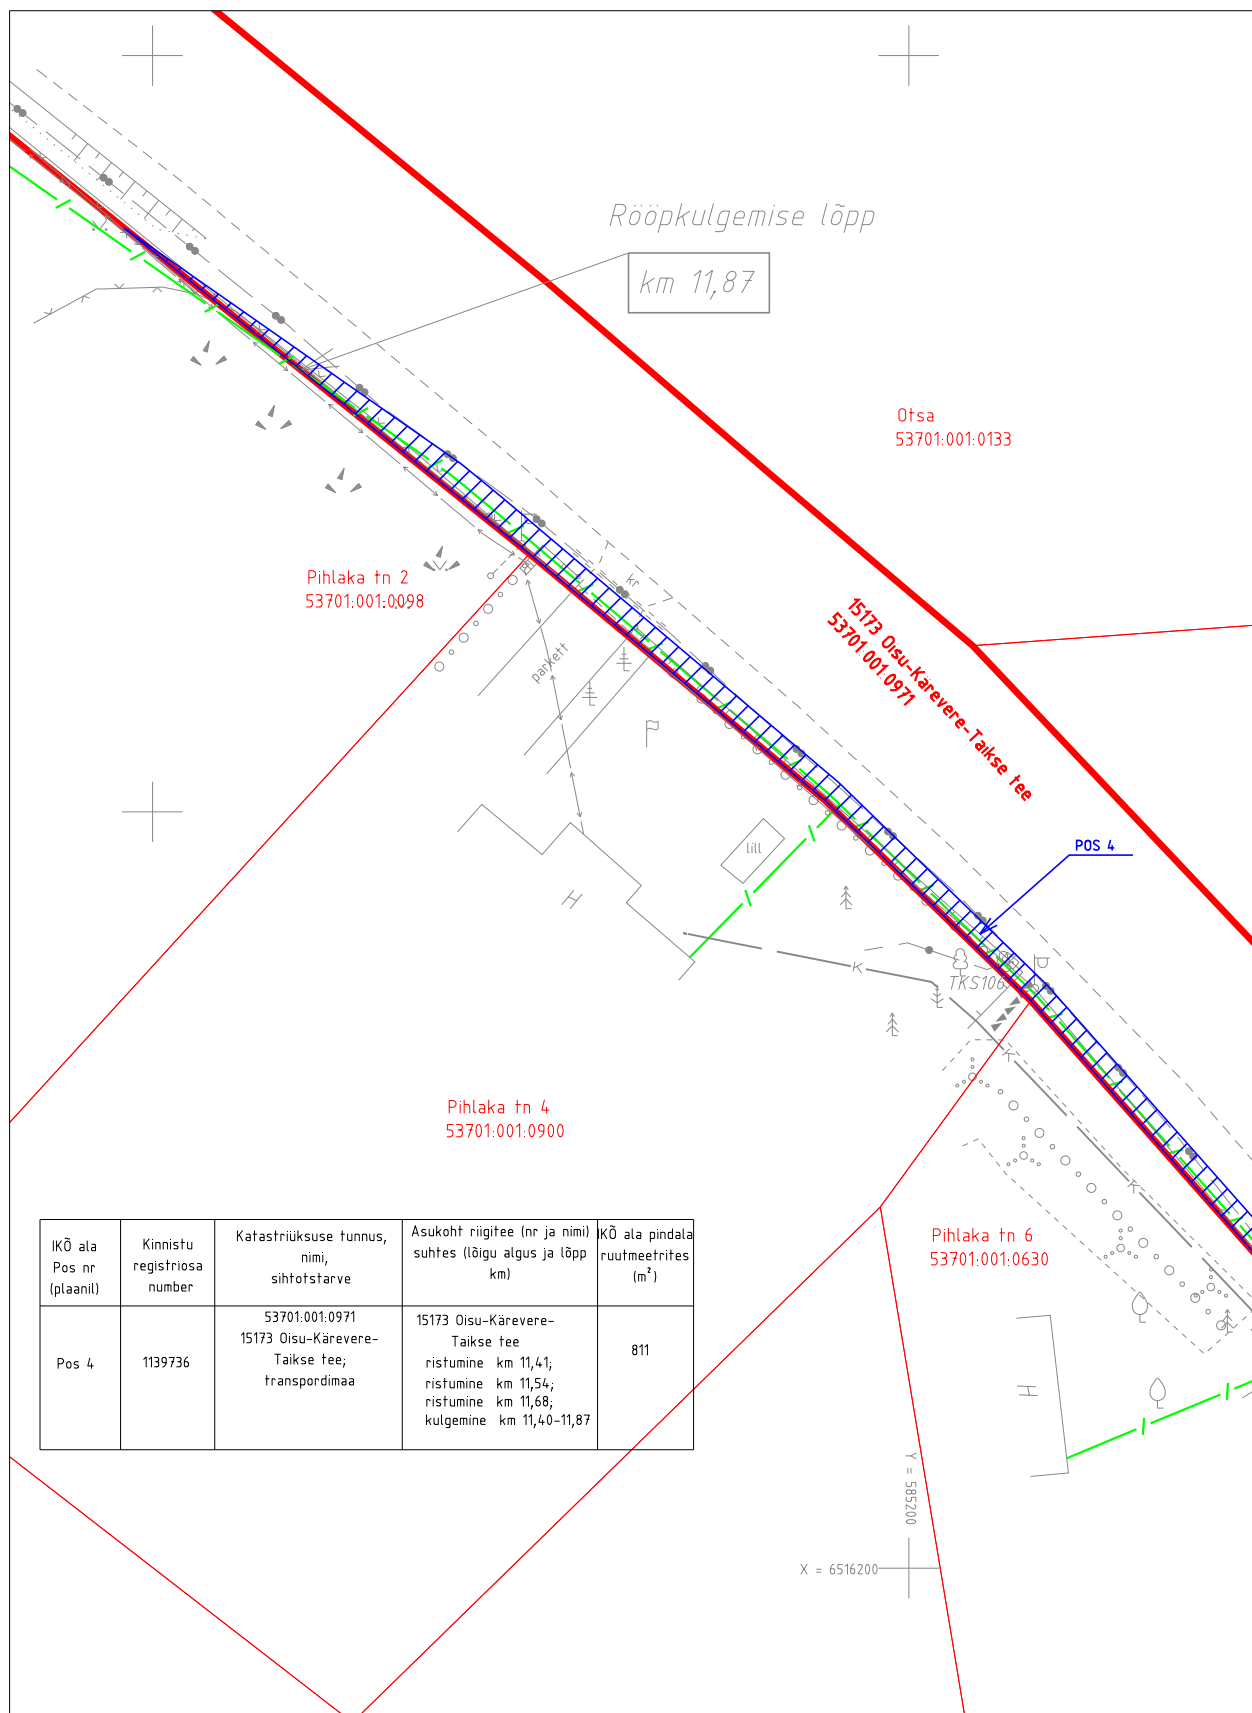 Rööpkulgemise lõpp
km 11,87
Otsa
53701:001:0133
kr
Pihlaka tn 2
53701:001:0098
15173 Oisu-Kärevere-Taikse tee
53701:001:0971
parkett
lill
POS 4
K
TKS106
K
H
Pihlaka tn 4
53701:001:0900
K
Pihlaka tn 6
53701:001:0630
IKÕ ala
Pos nr
(plaanil)
Kinnistu
registriosa
number
Katastriüksuse tunnus,
nimi,
sihtotstarve
Asukoht riigitee (nr ja nimi)
suhtes (lõigu algus ja lõpp
km)
IKÕ ala pindala
ruutmeetrites
(m²)
Pos 4
1139736
53701:001:0971
15173 Oisu-Kärevere-
Taikse tee;
transpordimaa
15173 Oisu-Kärevere-
Taikse tee
ristumine km 11,41;
ristumine km 11,54;
ristumine km 11,68;
kulgemine km 11,40-11,87
811
H
Y = 585200
X = 6516200